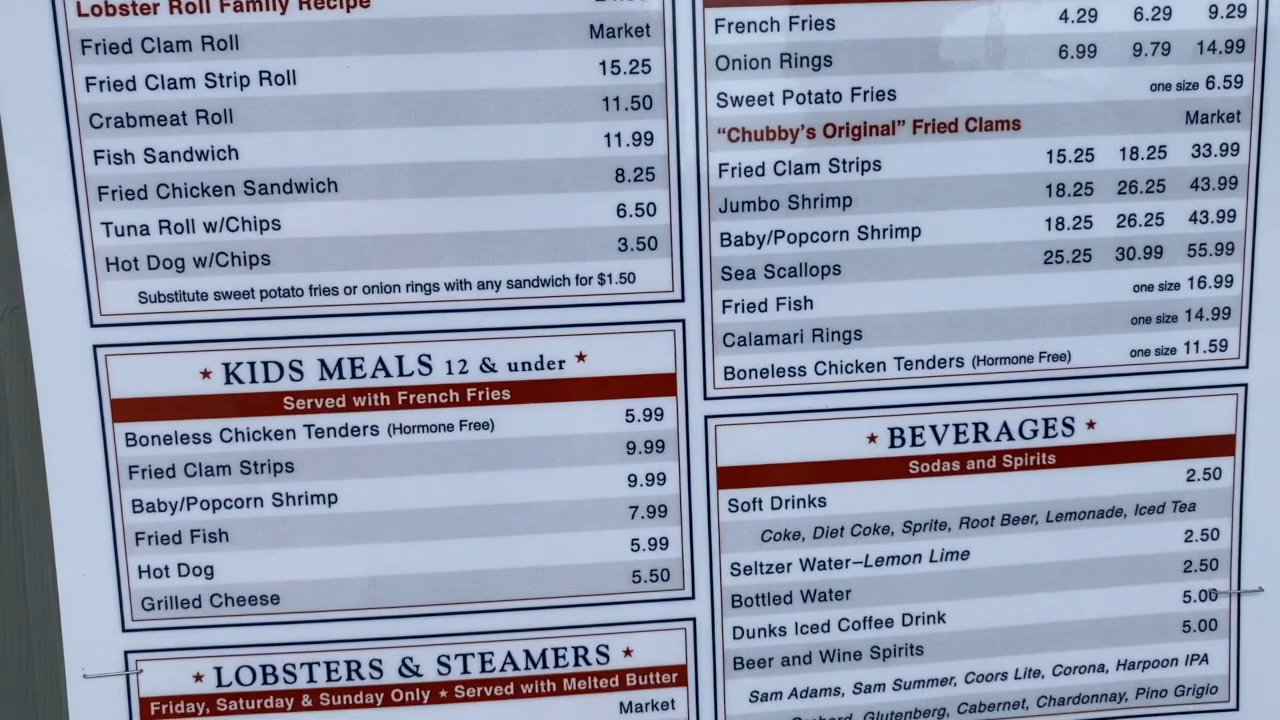 Lobster Roll Family Recipe
Fried Clam Roll Market
Fried Clam Strip Roll 15.25
Crabmeat Roll 11.50
Fish Sandwich 11.99
Fried Chicken Sandwich 8.25
Tuna Roll w/Chips 6.50
Hot Dog w/Chips 3.50
Substitute sweet potato fries or onion rings with any sandwich for $1.50
★ KIDS MEALS 12 & under ★
Served with French Fries
Boneless Chicken Tenders (Hormone Free) 5.99
Fried Clam Strips 9.99
Baby/Popcorn Shrimp 9.99
Fried Fish 7.99
Hot Dog 5.99
Grilled Cheese 5.50
★ LOBSTERS & STEAMERS ★
Friday, Saturday & Sunday Only ★ Served with Melted Butter
Market
French Fries 4.29 6.29 9.29
Onion Rings 6.99 9.79 14.99
Sweet Potato Fries one size 6.59
“Chubby’s Original” Fried Clams Market
Fried Clam Strips 15.25 18.25 33.99
Jumbo Shrimp 18.25 26.25 43.99
Baby/Popcorn Shrimp 18.25 26.25 43.99
Sea Scallops 25.25 30.99 55.99
Fried Fish one size 16.99
Calamari Rings one size 14.99
Boneless Chicken Tenders (Hormone Free) one size 11.59
★ BEVERAGES ★
Sodas and Spirits
Soft Drinks 2.50
Coke, Diet Coke, Sprite, Root Beer, Lemonade, Iced Tea
Seltzer Water–Lemon Lime 2.50
Bottled Water 2.50
Dunks Iced Coffee Drink 5.00
Beer and Wine Spirits 5.00
Sam Adams, Sam Summer, Coors Lite, Corona, Harpoon IPA
Glutenberg, Cabernet, Chardonnay, Pino Grigio